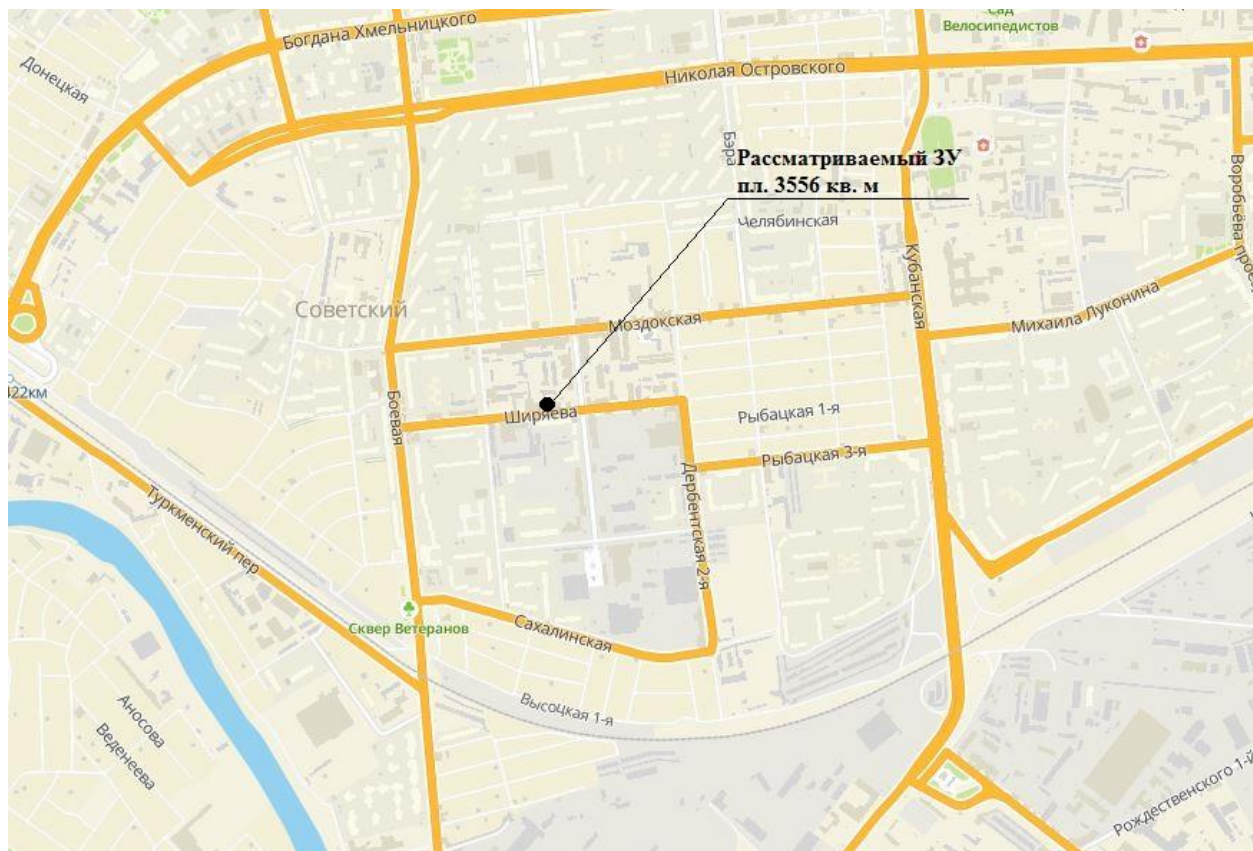 Сад
Велосипедистов
Богдана Хмельницкого
Донецкая
Николая Островского
Бэра
Рассматриваемый ЗУ
пл. 3556 кв. м
Воробьёва прое
Челябинская
Кубанская
Советский
Моздокская
Михаила Луконина
422км
Боевая
Ширяева
Рыбацкая 1-я
Рыбацкая 3-я
Дербентская 2-я
Туркменский пер
Сквер Ветеранов
Сахалинская
Высоцкая 1-я
Аносова
Веденеева
Рождественского 1-й